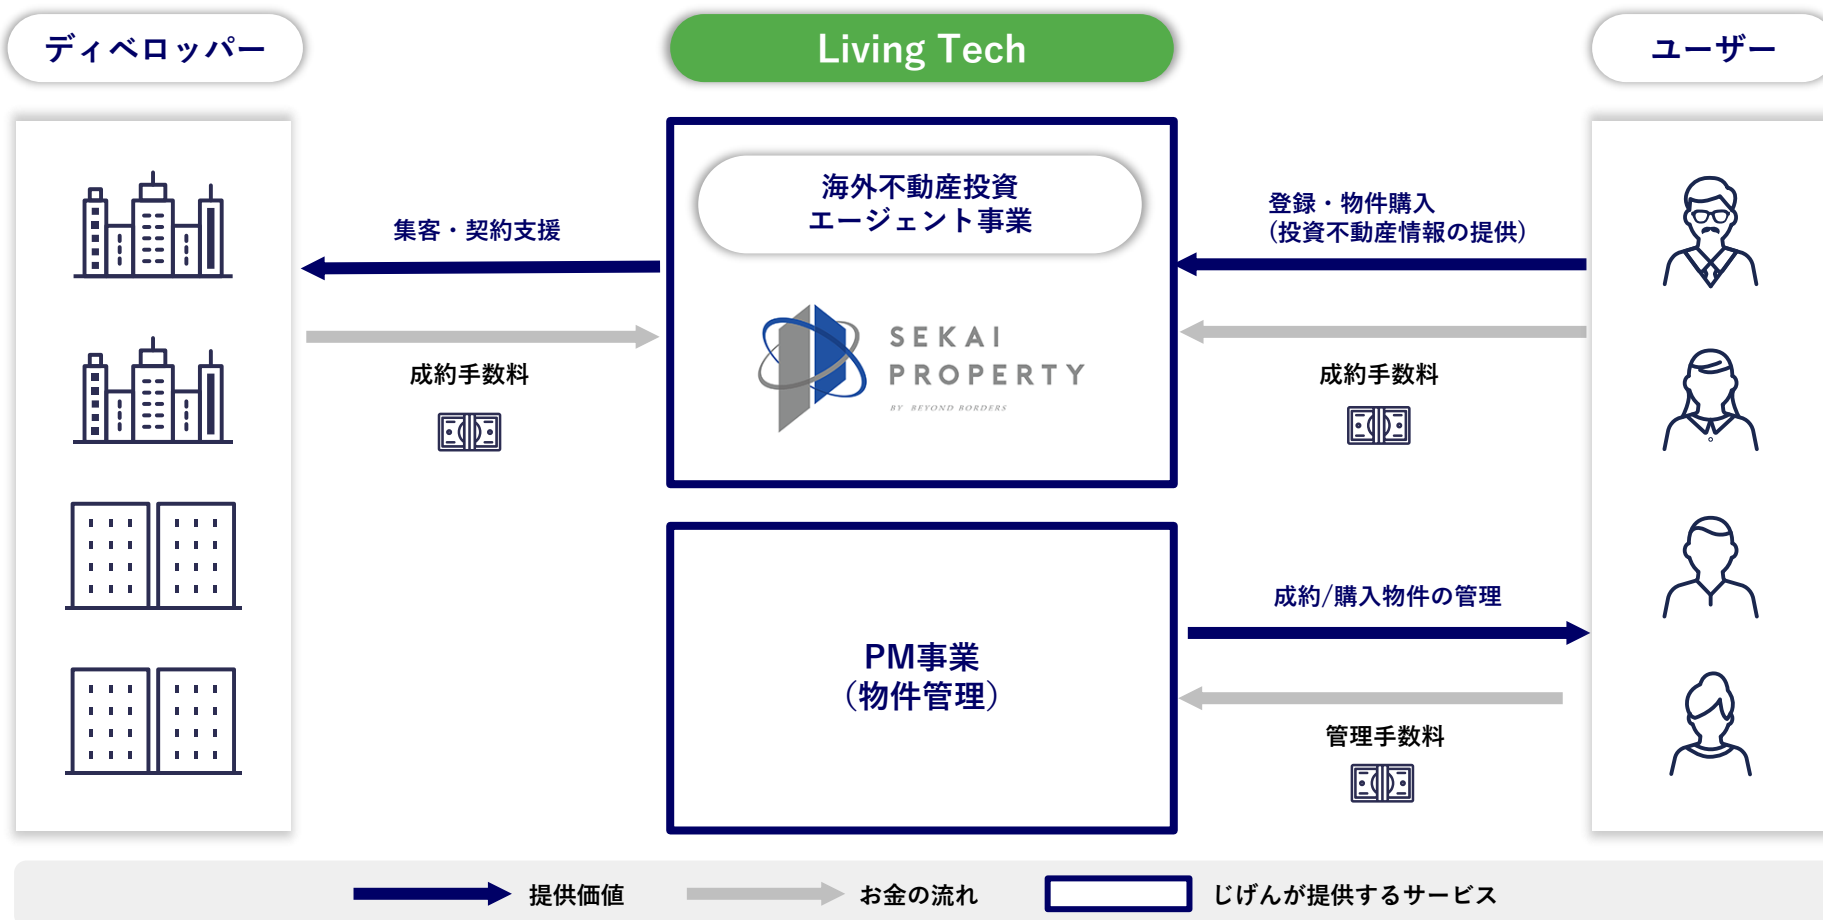 ディベロッパー
Living Tech
ユーザー
海外不動産投資
エージェント事業
集客・契約支援
登録・物件購入
(投資不動産情報の提供)
SEKAI
PROPERTY
BY BEYOND BORDERS
成約手数料
成約手数料
PM事業
(物件管理)
成約/購入物件の管理
管理手数料
提供価値
お金の流れ
じげんが提供するサービス